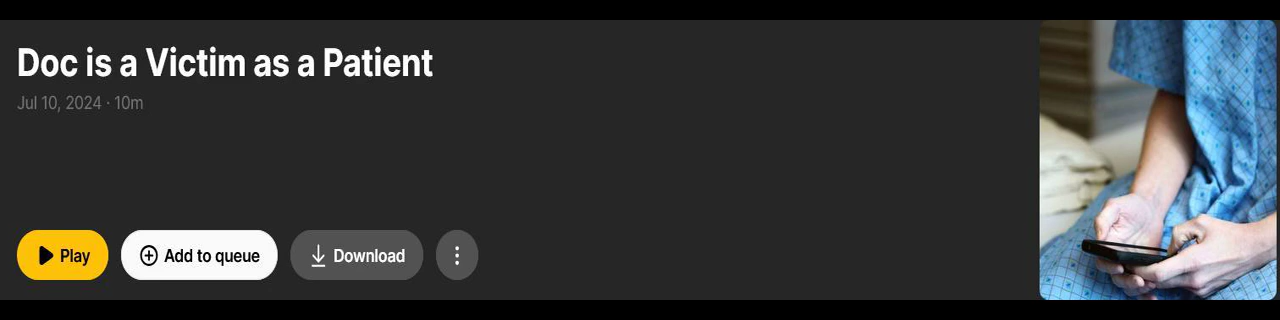 Doc is a Victim as a Patient
Jul 10, 2024 · 10m
Play
Add to queue
Download